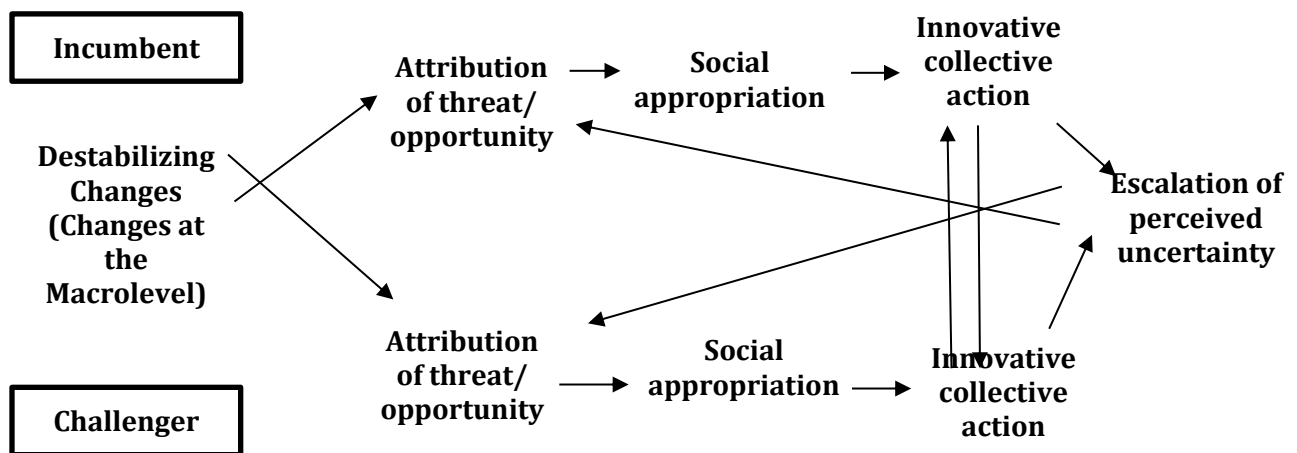 Incumbent
Attribution
of threat/
opportunity
Social
appropriation
Innovative
collective
action
Destabilizing
Changes
(Changes at
the
Macrolevel)
Escalation of
perceived
uncertainty
Attribution
of threat/
opportunity
Social
appropriation
Innovative
collective
action
Challenger